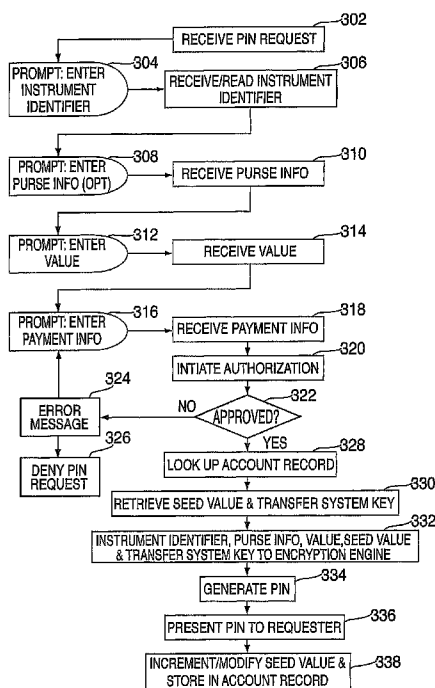 302
RECEIVE PIN REQUEST
304
PROMPT: ENTER
INSTRUMENT
IDENTIFIER
306
RECEIVE/READ INSTRUMENT
IDENTIFIER
308
PROMPT: ENTER
PURSE INFO (OPT)
310
RECEIVE PURSE INFO
312
PROMPT: ENTER
VALUE
314
RECEIVE VALUE
316
PROMPT: ENTER
PAYMENT INFO
318
RECEIVE PAYMENT INFO
320
INTIATE AUTHORIZATION
322
APPROVED?
NO
YES
324
ERROR
MESSAGE
326
DENY PIN
REQUEST
328
LOOK UP ACCOUNT RECORD
330
RETRIEVE SEED VALUE & TRANSFER SYSTEM KEY
332
INSTRUMENT IDENTIFIER, PURSE INFO, VALUE,SEED VALUE
& TRANSFER SYSTEM KEY TO ENCRYPTION ENGINE
334
GENERATE PIN
336
PRESENT PIN TO REQUESTER
338
INCREMENT/MODIFY SEED VALUE &
STORE IN ACCOUNT RECORD